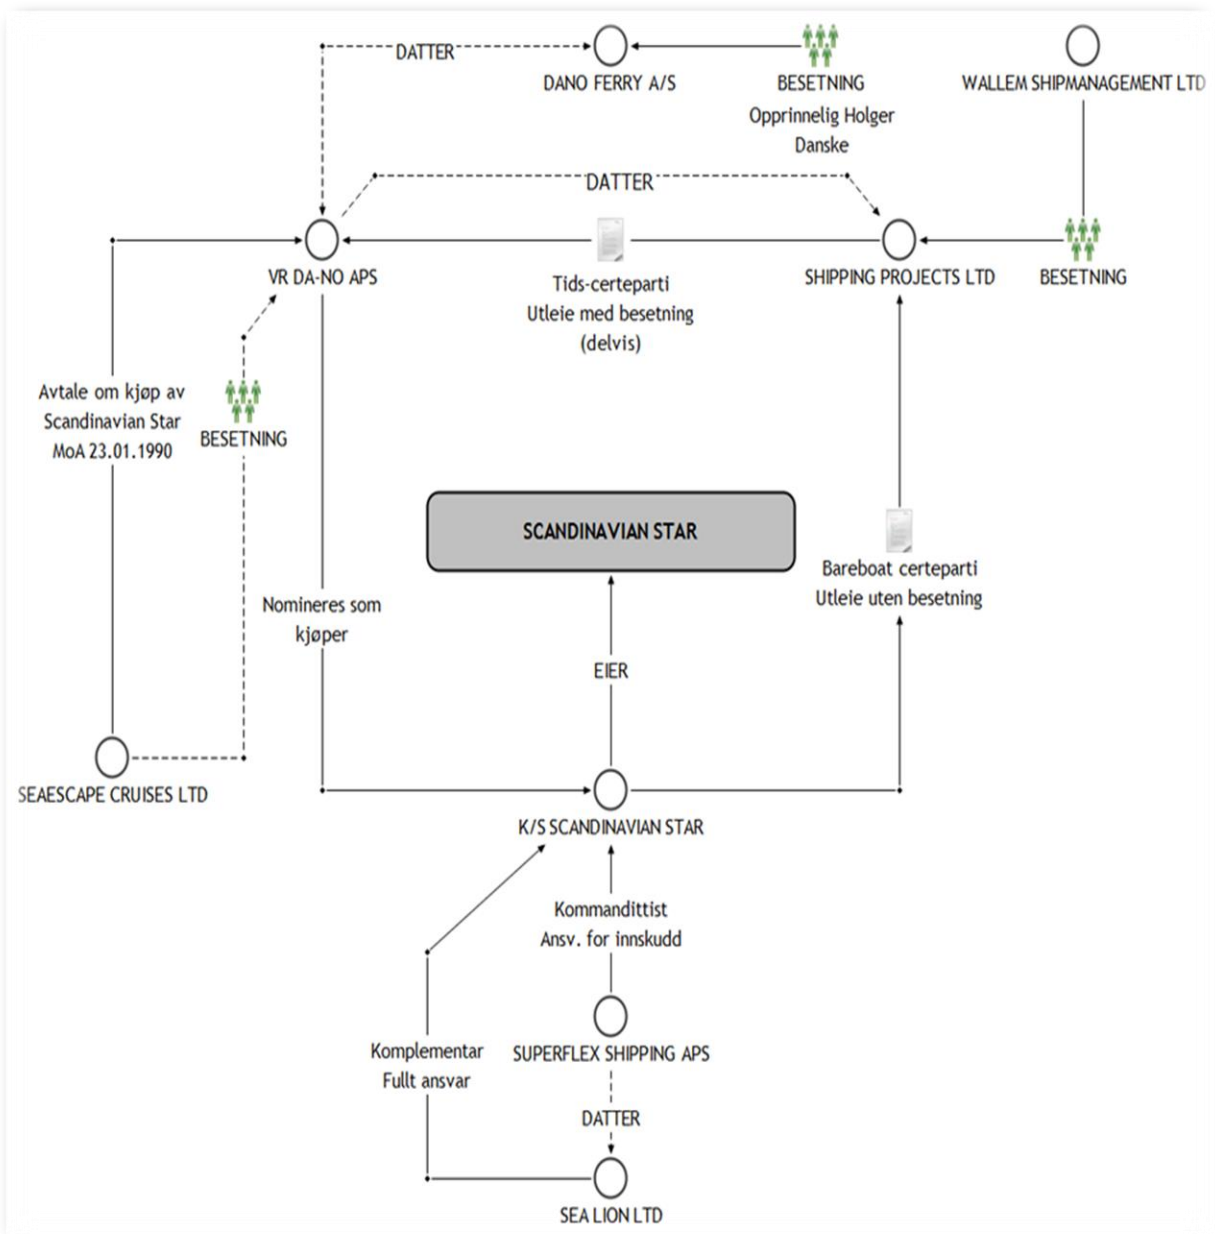 DATTER
DANO FERRY A/S
BESETNING
Opprinnelig Holger
Danske
WALLEM SHIPMANAGEMENT LTD
DATTER
VR DA-NO APS
Tids-certeparti
Utleie med besetning
(delvis)
SHIPPING PROJECTS LTD
BESETNING
Avtale om kjøp av
Scandinavian Star
MoA 23.01.1990
BESETNING
SCANDINAVIAN STAR
Bareboat certeparti
Utleie uten besetning
Nomineres som
kjøper
EIER
SEAESCAPE CRUISES LTD
K/S SCANDINAVIAN STAR
Kommandittist
Ansv. for innskudd
Komplementar
Fullt ansvar
SUPERFLEX SHIPPING APS
DATTER
SEA LION LTD